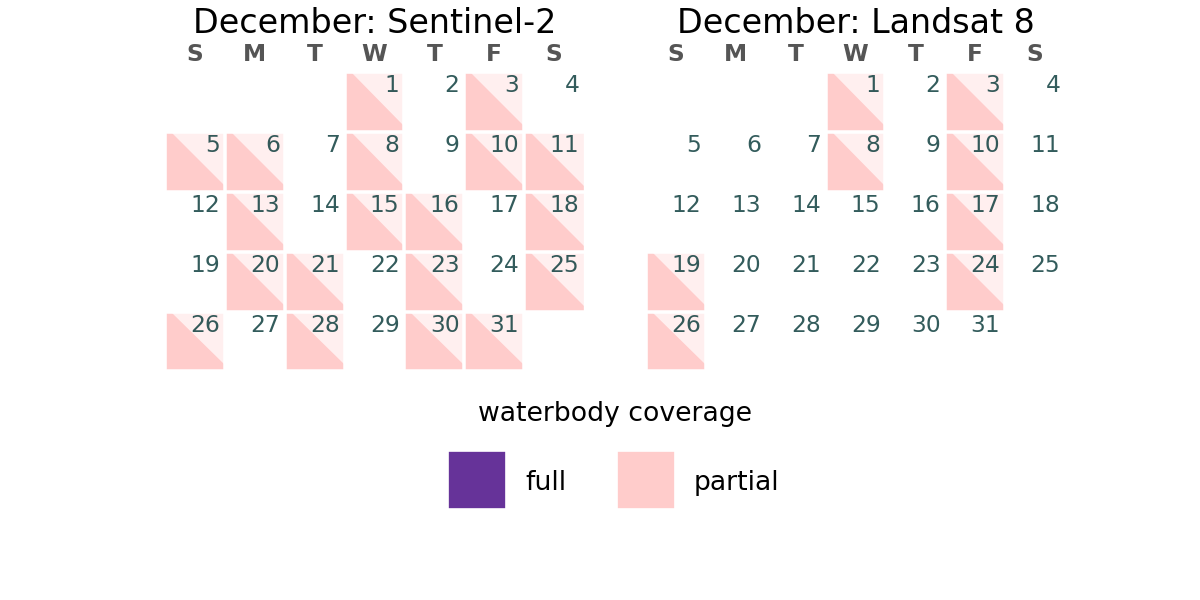 December: Sentinel-2
S M T W T F S
1 2 3 4
5 6 7 8 9 10 11
12 13 14 15 16 17 18
19 20 21 22 23 24 25
26 27 28 29 30 31
December: Landsat 8
S M T W T F S
1 2 3 4
5 6 7 8 9 10 11
12 13 14 15 16 17 18
19 20 21 22 23 24 25
26 27 28 29 30 31
waterbody coverage
full partial